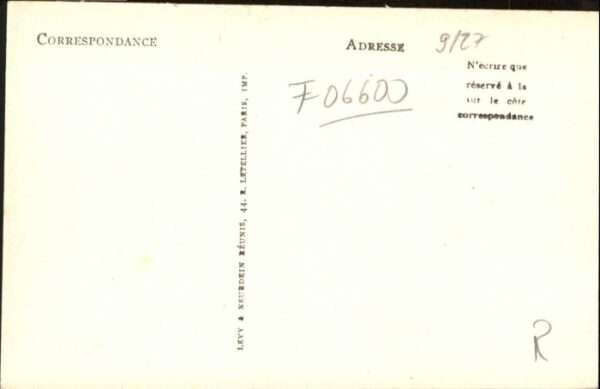 CORRESPONDANCE
ADRESSE
9/27
N'écrire que
sur le côté
réservé à la
correspondance
F 06600
LEVY & NEURDEIN RÉUNIS, 44. R. LETELLIER, PARIS, IMP.
R